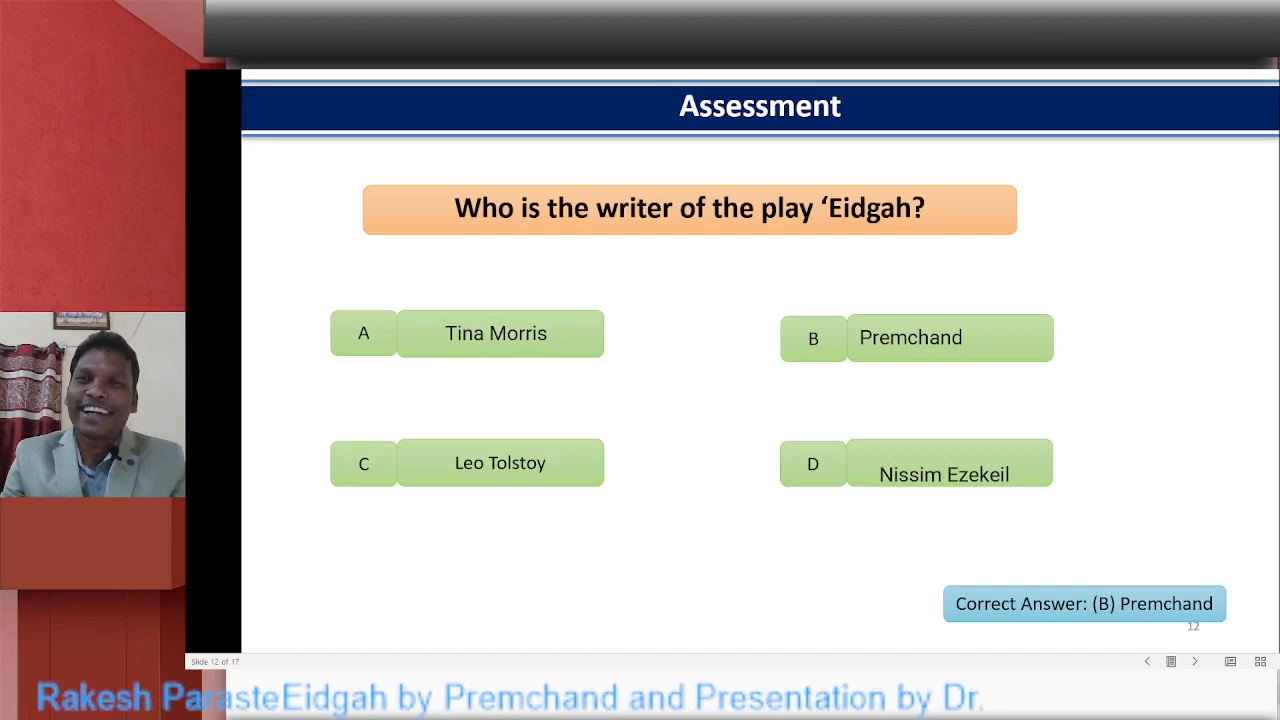 Assessment
Who is the writer of the play ‘Eidgah?
A Tina Morris
B Premchand
C Leo Tolstoy
D Nissim Ezekeil
Correct Answer: (B) Premchand
12
Slide 12 of 17
Rakesh ParasteEidgah by Premchand and Presentation by Dr.